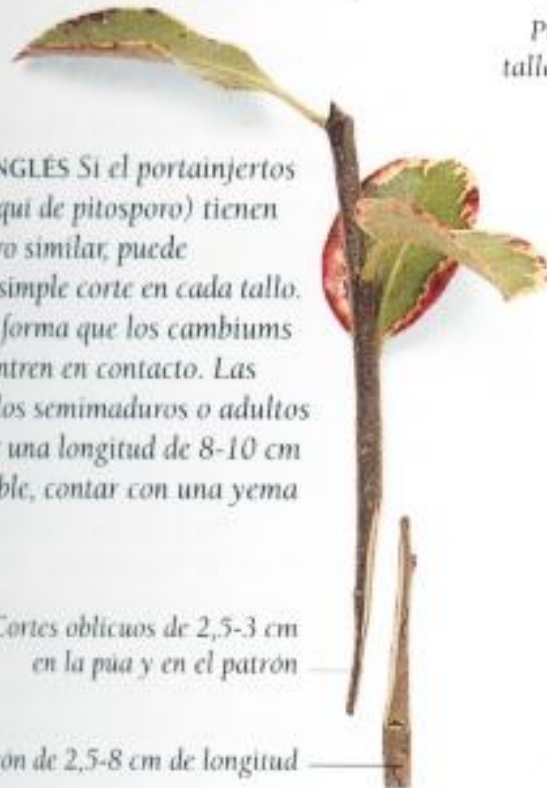 P
talle
NGLÉS Si el portainjertos
quí de pitosporo) tienen
ro similar, puede
simple corte en cada tallo.
forma que los cambiums
ntren en contacto. Las
los semimaduros o adultos
una longitud de 8-10 cm
ble, contar con una yema
Cortes oblicuos de 2,5-3 cm
en la púa y en el patrón
ón de 2,5-8 cm de longitud